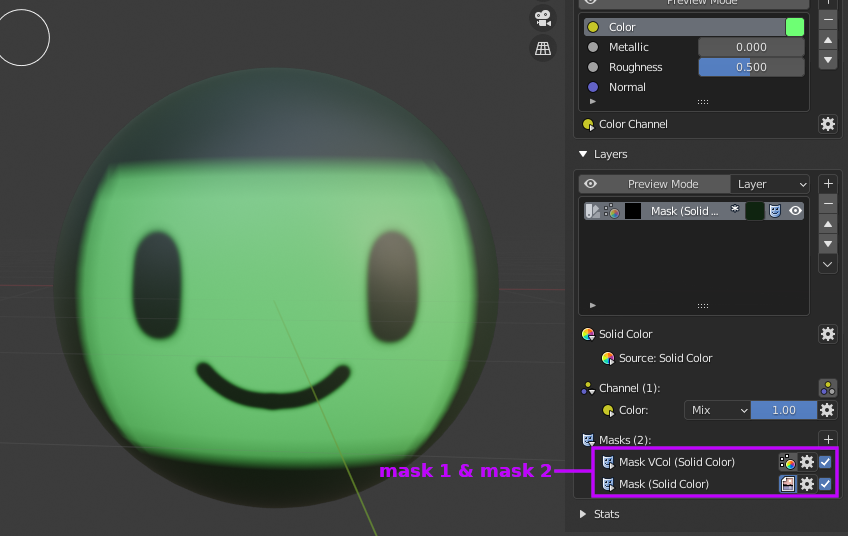 Preview Mode
Color
Metallic 0.000
Roughness 0.500
Normal
Color Channel
Layers
Preview Mode Layer
Mask (Solid ... *
Solid Color
Source: Solid Color
Channel (1):
Color: Mix 1.00
Masks (2):
Mask VCol (Solid Color)
mask 1 & mask 2
Mask (Solid Color)
Stats